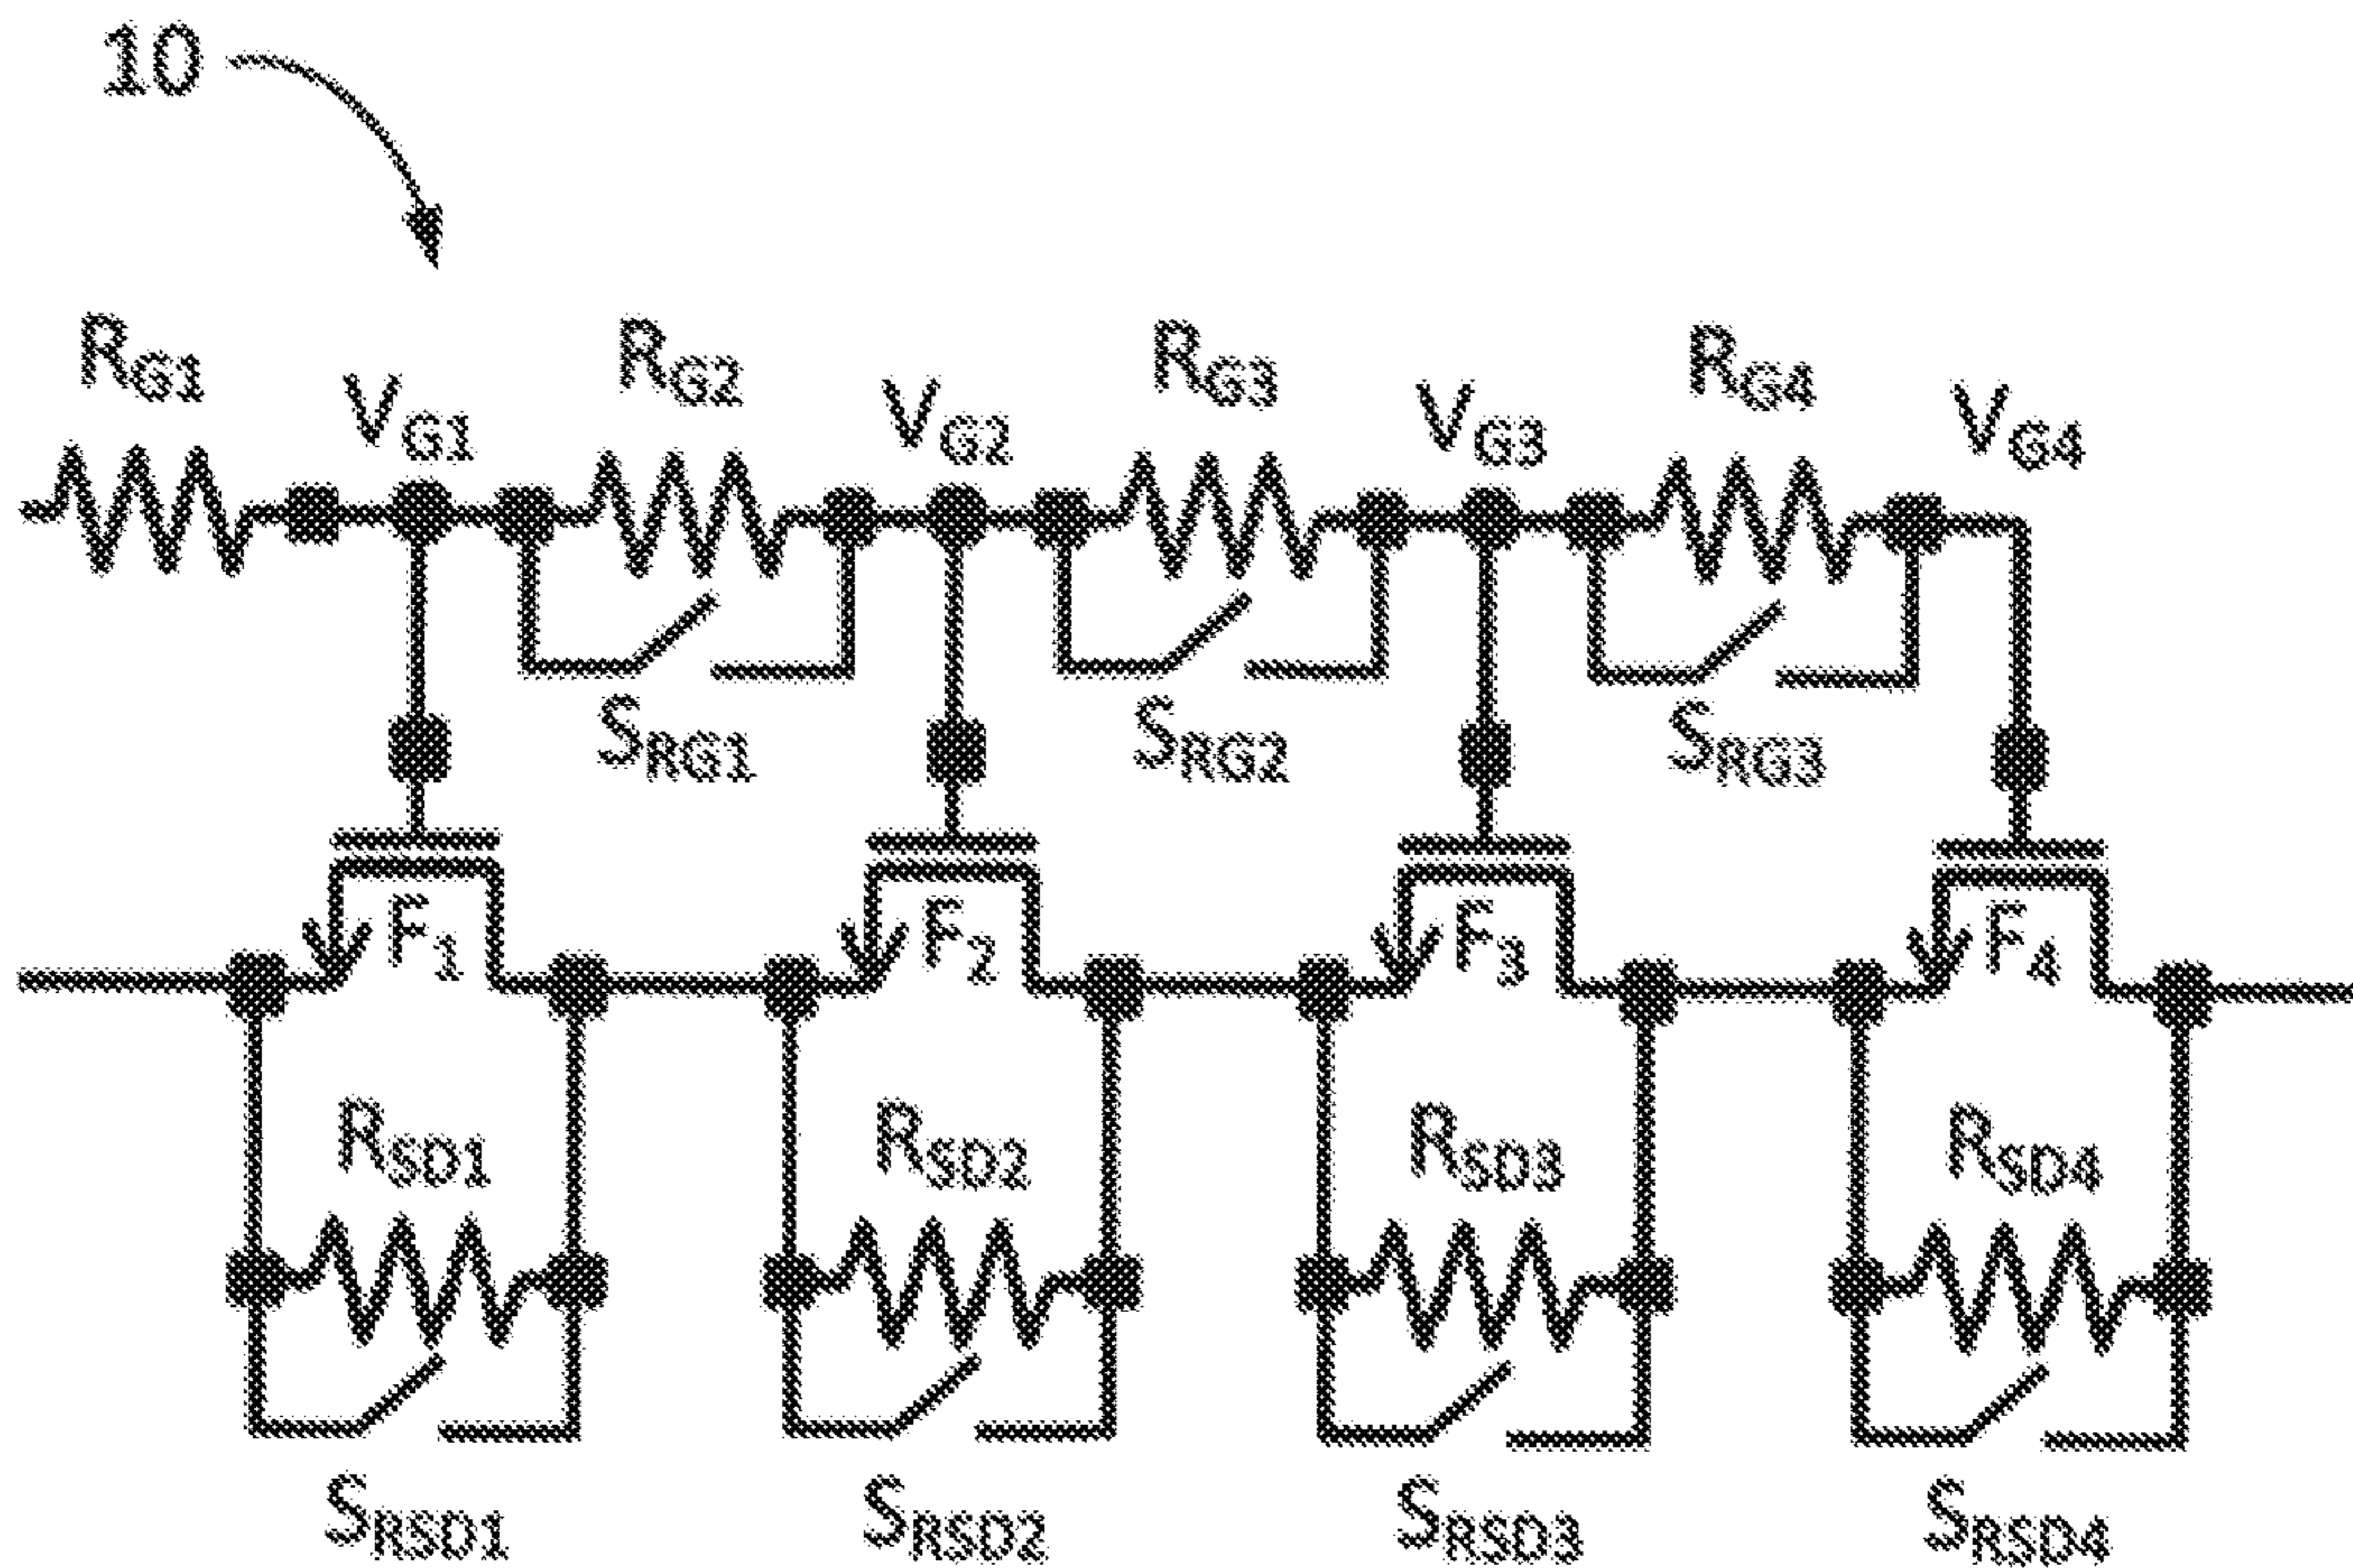 10
RG1 VG1 RG2 VG2 RG3 VG3 RG4 VG4
SRG1 SRG2 SRG3
F1 F2 F3 F4
RSD1 RSD2 RSD3 RSD4
SRSD1 SRSD2 SRSD3 SRSD4